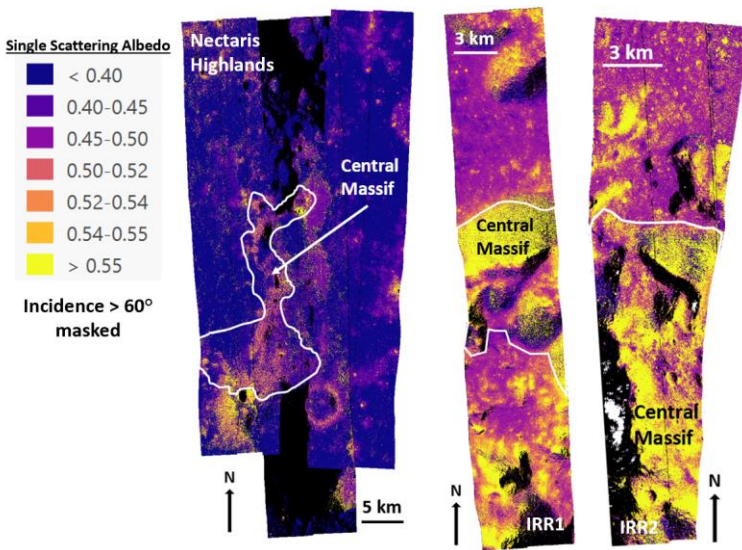 Single Scattering Albedo
< 0.40
0.40-0.45
0.45-0.50
0.50-0.52
0.52-0.54
0.54-0.55
> 0.55
Incidence > 60°
masked
Nectaris
Highlands
Central
Massif
N
5 km
3 km
Central
Massif
N
IRR1
3 km
Central
Massif
IRR2
N